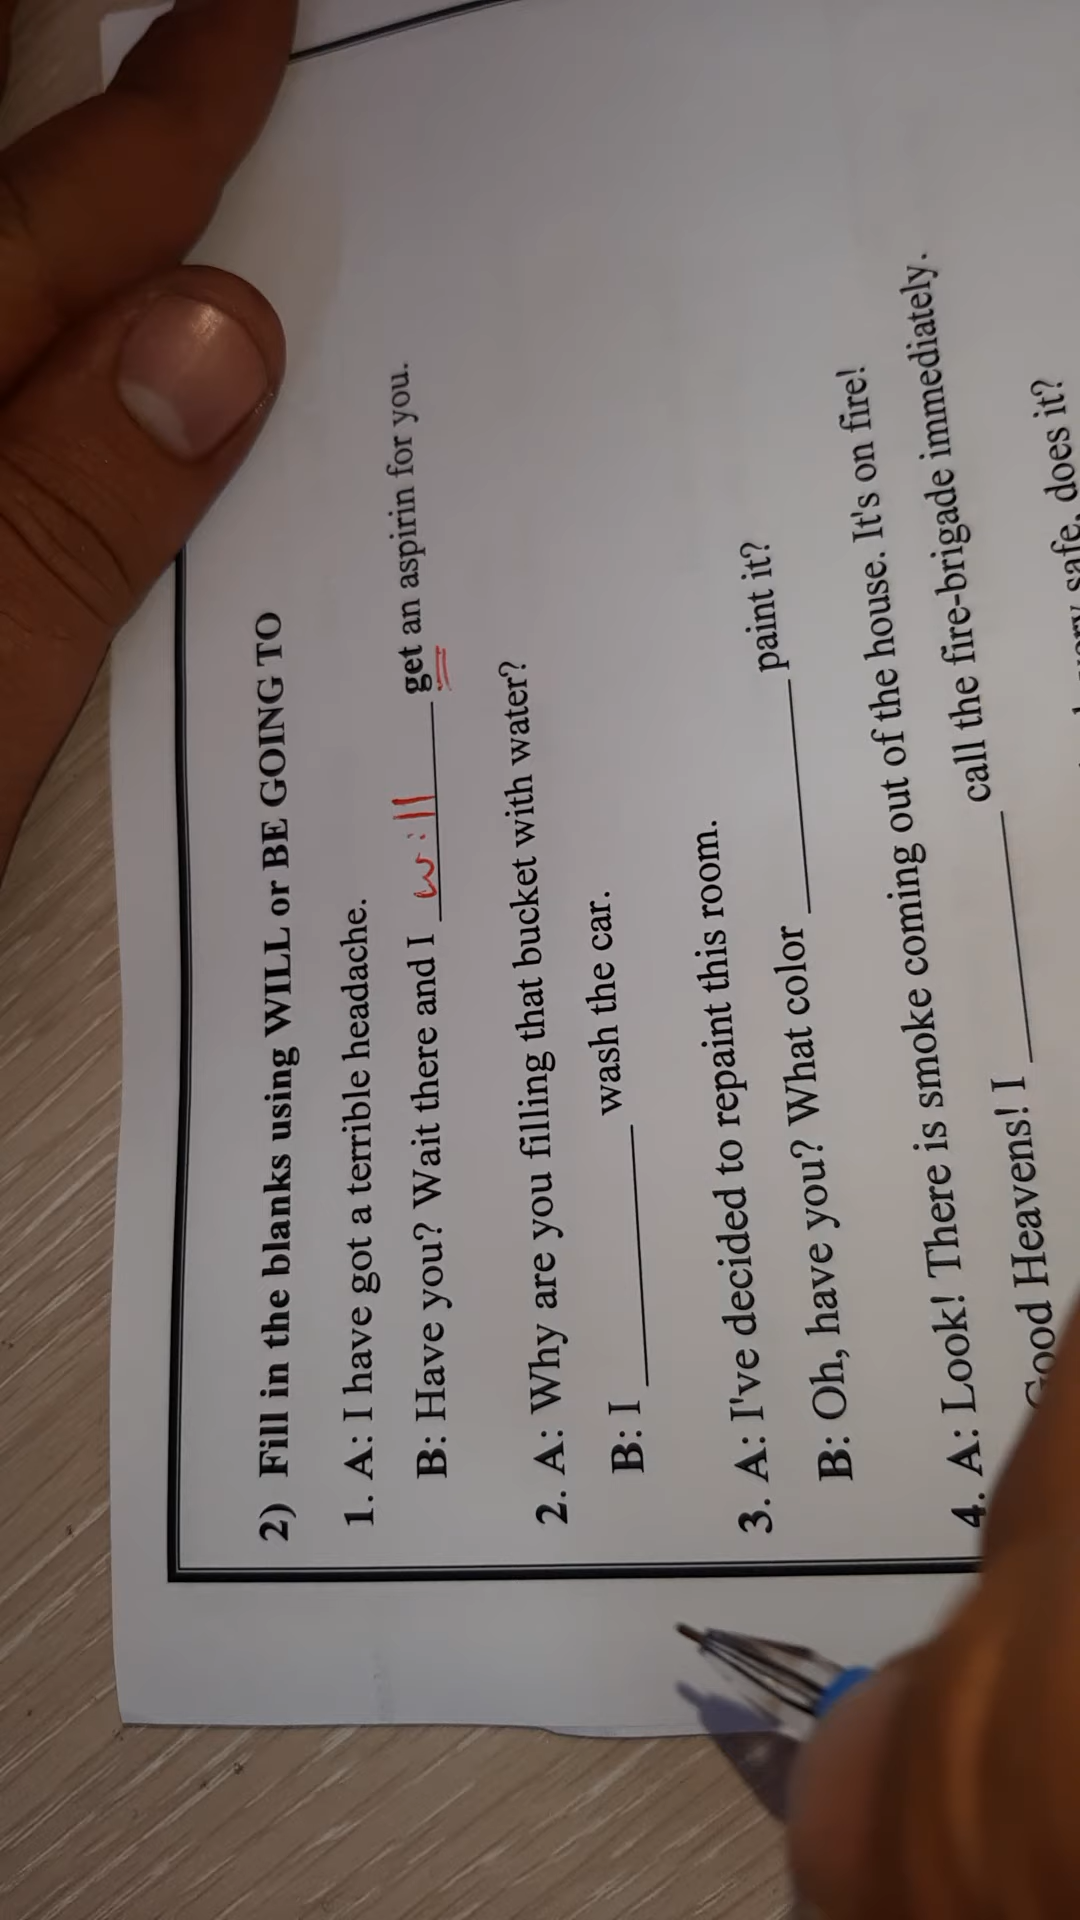 2) Fill in the blanks using WILL or BE GOING TO
1. A: I have got a terrible headache.
B: Have you? Wait there and I will get an aspirin for you.
2. A: Why are you filling that bucket with water?
B: I ____________ wash the car.
3. A: I've decided to repaint this room.
B: Oh, have you? What color ____________ paint it?
4. A: Look! There is smoke coming out of the house. It's on fire!
Good Heavens! I ____________ call the fire-brigade immediately.
safe, does it?